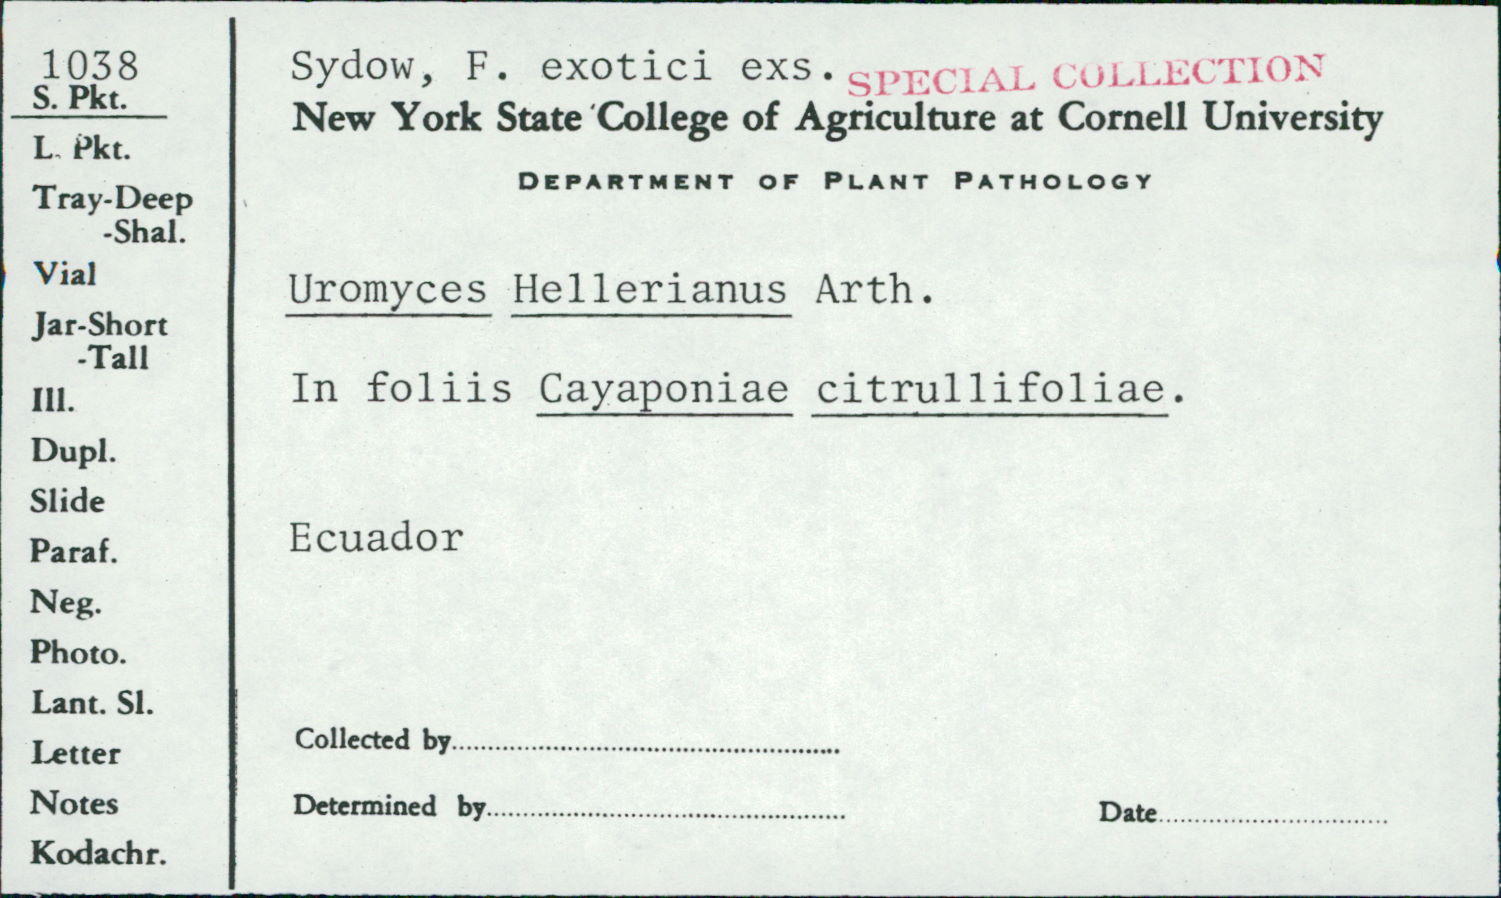 1038
S. Pkt.
L. Pkt.
Tray-Deep
-Shal.
Vial
Jar-Short
-Tall
Ill.
Dupl.
Slide
Paraf.
Neg.
Photo.
Lant. Sl.
Letter
Notes
Kodachr.
Sydow, F. exotici exs. SPECIAL COLLECTION
New York State College of Agriculture at Cornell University
DEPARTMENT OF PLANT PATHOLOGY
Uromyces Hellerianus Arth.
In foliis Cayaponiae citrullifoliae.
Ecuador
Collected by
Determined by
Date